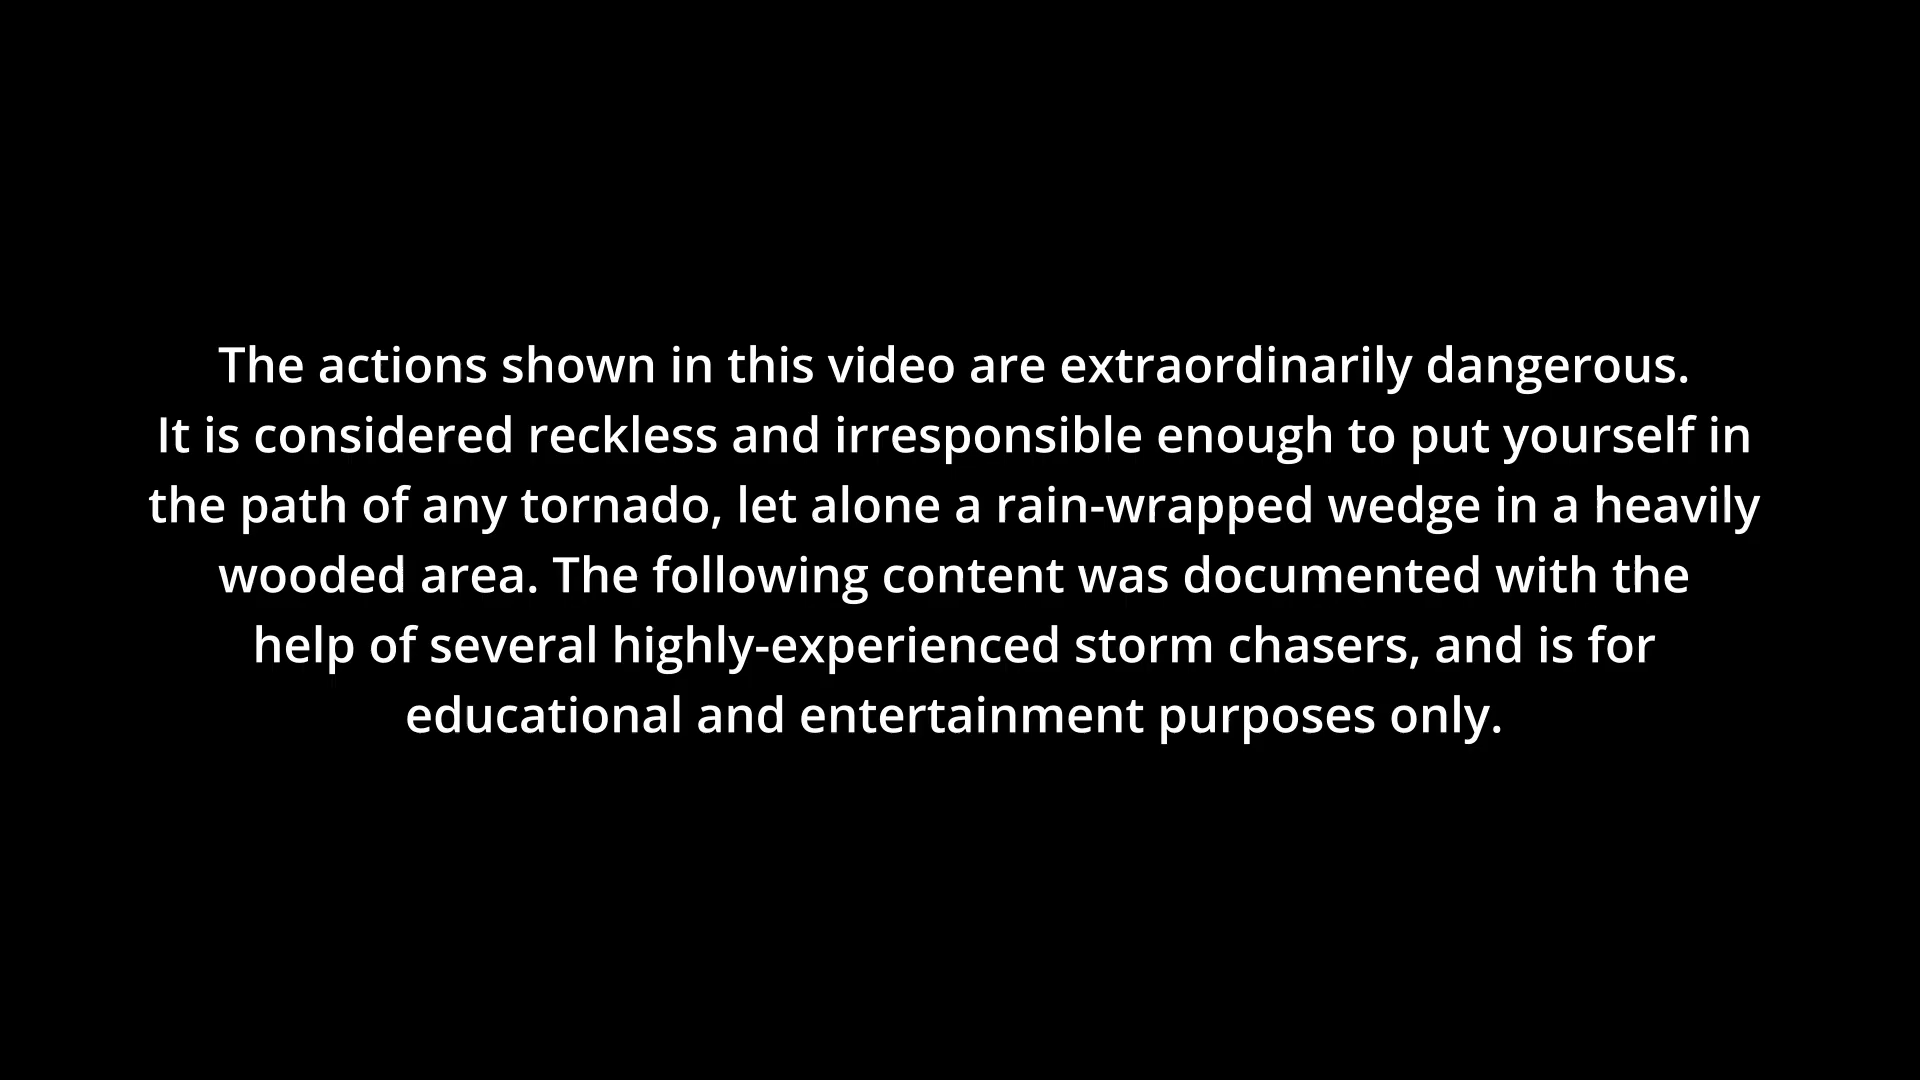 The actions shown in this video are extraordinarily dangerous.
It is considered reckless and irresponsible enough to put yourself in
the path of any tornado, let alone a rain-wrapped wedge in a heavily
wooded area. The following content was documented with the
help of several highly-experienced storm chasers, and is for
educational and entertainment purposes only.